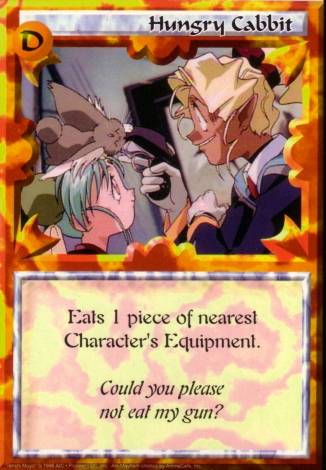 Hungry Cabbit
D
Eats 1 piece of nearest
Character's Equipment.
Could you please
not eat my gun?